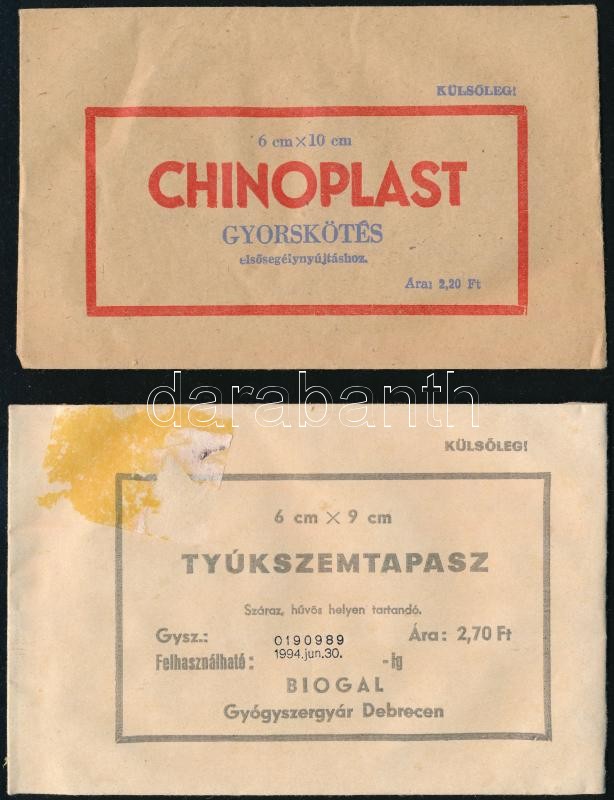 KÜLSŐLEG!
6 cm × 10 cm
CHINOPLAST
GYORSKÖTÉS
elsősegélynyújtáshoz.
Ára: 2,20 Ft
darabanth
KÜLSŐLEG!
6 cm × 9 cm
TYÚKSZEMTAPASZ
Száraz, hűvös helyen tartandó.
Gysz.: 0190989 Ára: 2,70 Ft
Felhasználható: 1994.jun.30. -ig
BIOGAL
Gyógyszergyár Debrecen